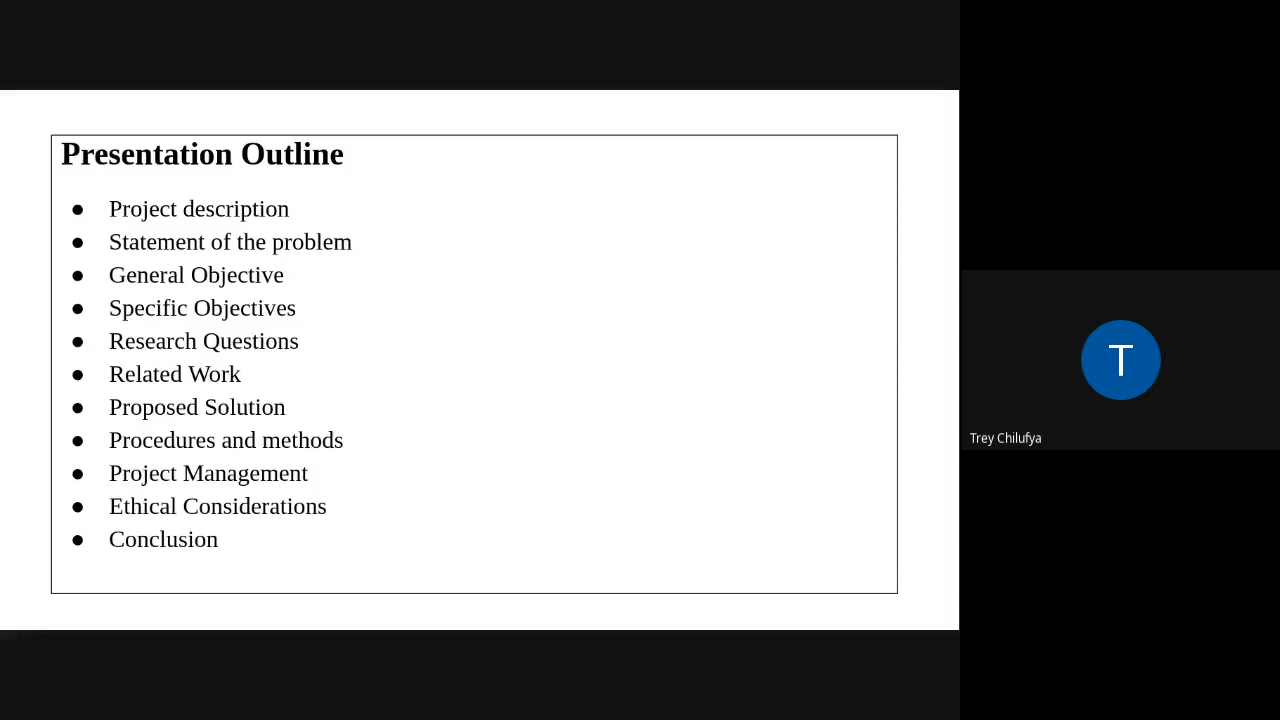 Presentation Outline
● Project description
● Statement of the problem
● General Objective
● Specific Objectives
● Research Questions
● Related Work
● Proposed Solution
● Procedures and methods
● Project Management
● Ethical Considerations
● Conclusion
T
Trey Chilufya